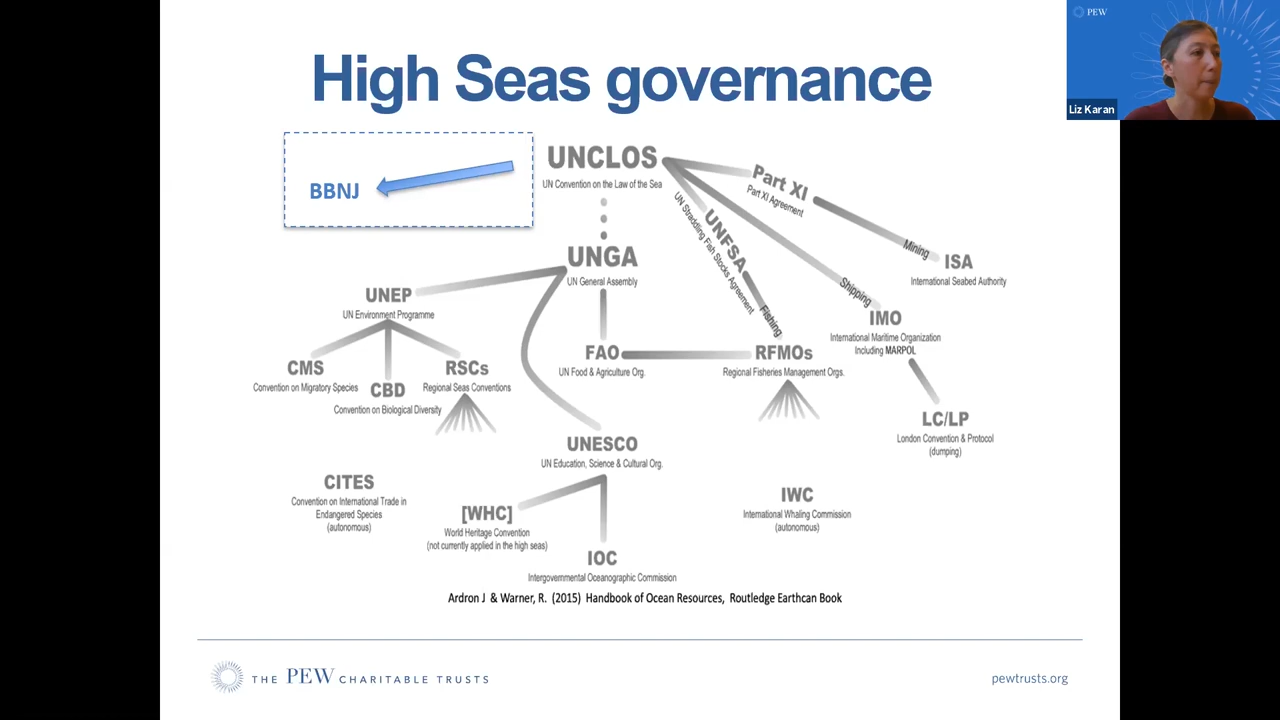 PEW
Liz Karan
High Seas governance
BBNJ
UNCLOS
UN Convention on the Law of the Sea
Part XI
Part XI Agreement
Mining
ISA
International Seabed Authority
UNFSA
UN Straddling Fish Stocks Agreement
Fishing
Shipping
IMO
International Maritime Organization
Including MARPOL
UNGA
UN General Assembly
UNEP
UN Environment Programme
CMS
Convention on Migratory Species
CBD
Convention on Biological Diversity
RSCs
Regional Seas Conventions
FAO
UN Food & Agriculture Org.
RFMOs
Regional Fisheries Management Orgs.
LC/LP
London Convention & Protocol
(dumping)
UNESCO
UN Education, Science & Cultural Org.
CITES
Convention on International Trade in
Endangered Species
(autonomous)
[WHC]
World Heritage Convention
(not currently applied in the high seas)
IWC
International Whaling Commission
(autonomous)
IOC
Intergovernmental Oceanographic Commission
Ardron J & Warner, R. (2015) Handbook of Ocean Resources, Routledge Earthcan Book
THE PEW CHARITABLE TRUSTS
pewtrusts.org